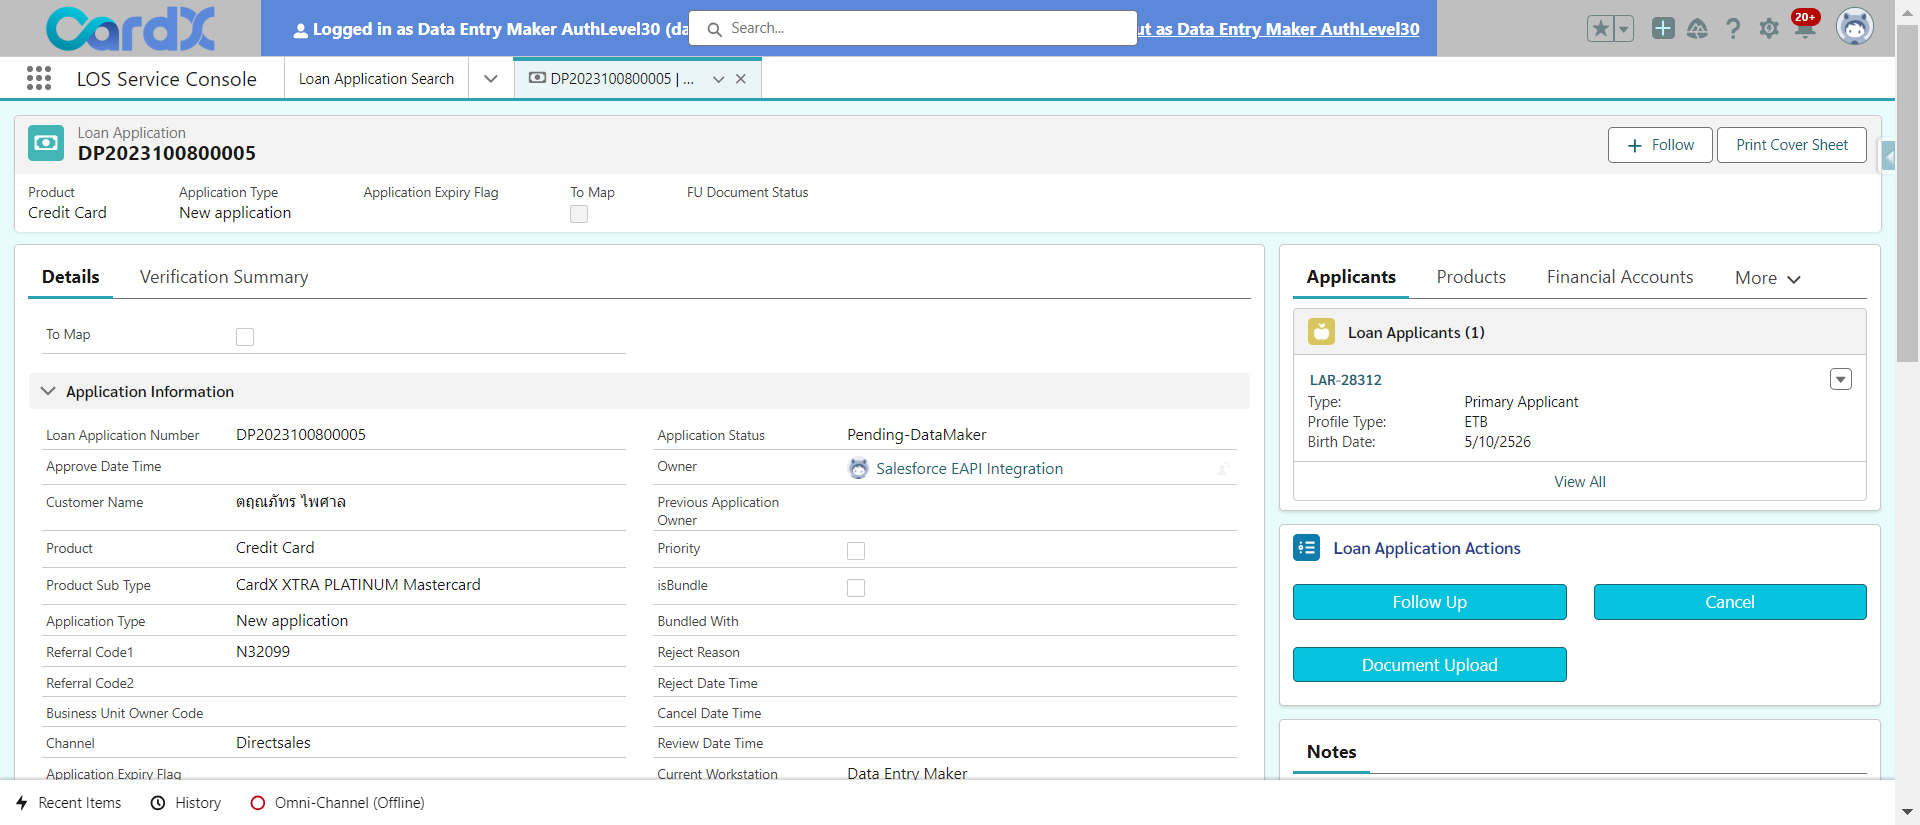 CardX
Logged in as Data Entry Maker AuthLevel30 (da
Search...
ut as Data Entry Maker AuthLevel30
20+
LOS Service Console
Loan Application Search
DP2023100800005 | ...
Loan Application
DP2023100800005
Follow
Print Cover Sheet
Product
Application Type
Application Expiry Flag
To Map
FU Document Status
Credit Card
New application
Details
Verification Summary
To Map
Application Information
Loan Application Number
DP2023100800005
Application Status
Pending-DataMaker
Approve Date Time
Owner
Salesforce EAPI Integration
Customer Name
ตฤณภัทร ไพศาล
Previous Application
Owner
Product
Credit Card
Priority
Product Sub Type
CardX XTRA PLATINUM Mastercard
isBundle
Application Type
New application
Bundled With
Referral Code1
N32099
Reject Reason
Referral Code2
Reject Date Time
Business Unit Owner Code
Cancel Date Time
Channel
Directsales
Review Date Time
Application Expiry Flag
Current Workstation
Data Entry Maker
Applicants
Products
Financial Accounts
More
Loan Applicants (1)
LAR-28312
Type:
Primary Applicant
Profile Type:
ETB
Birth Date:
5/10/2526
View All
Loan Application Actions
Follow Up
Cancel
Document Upload
Notes
Recent Items
History
Omni-Channel (Offline)